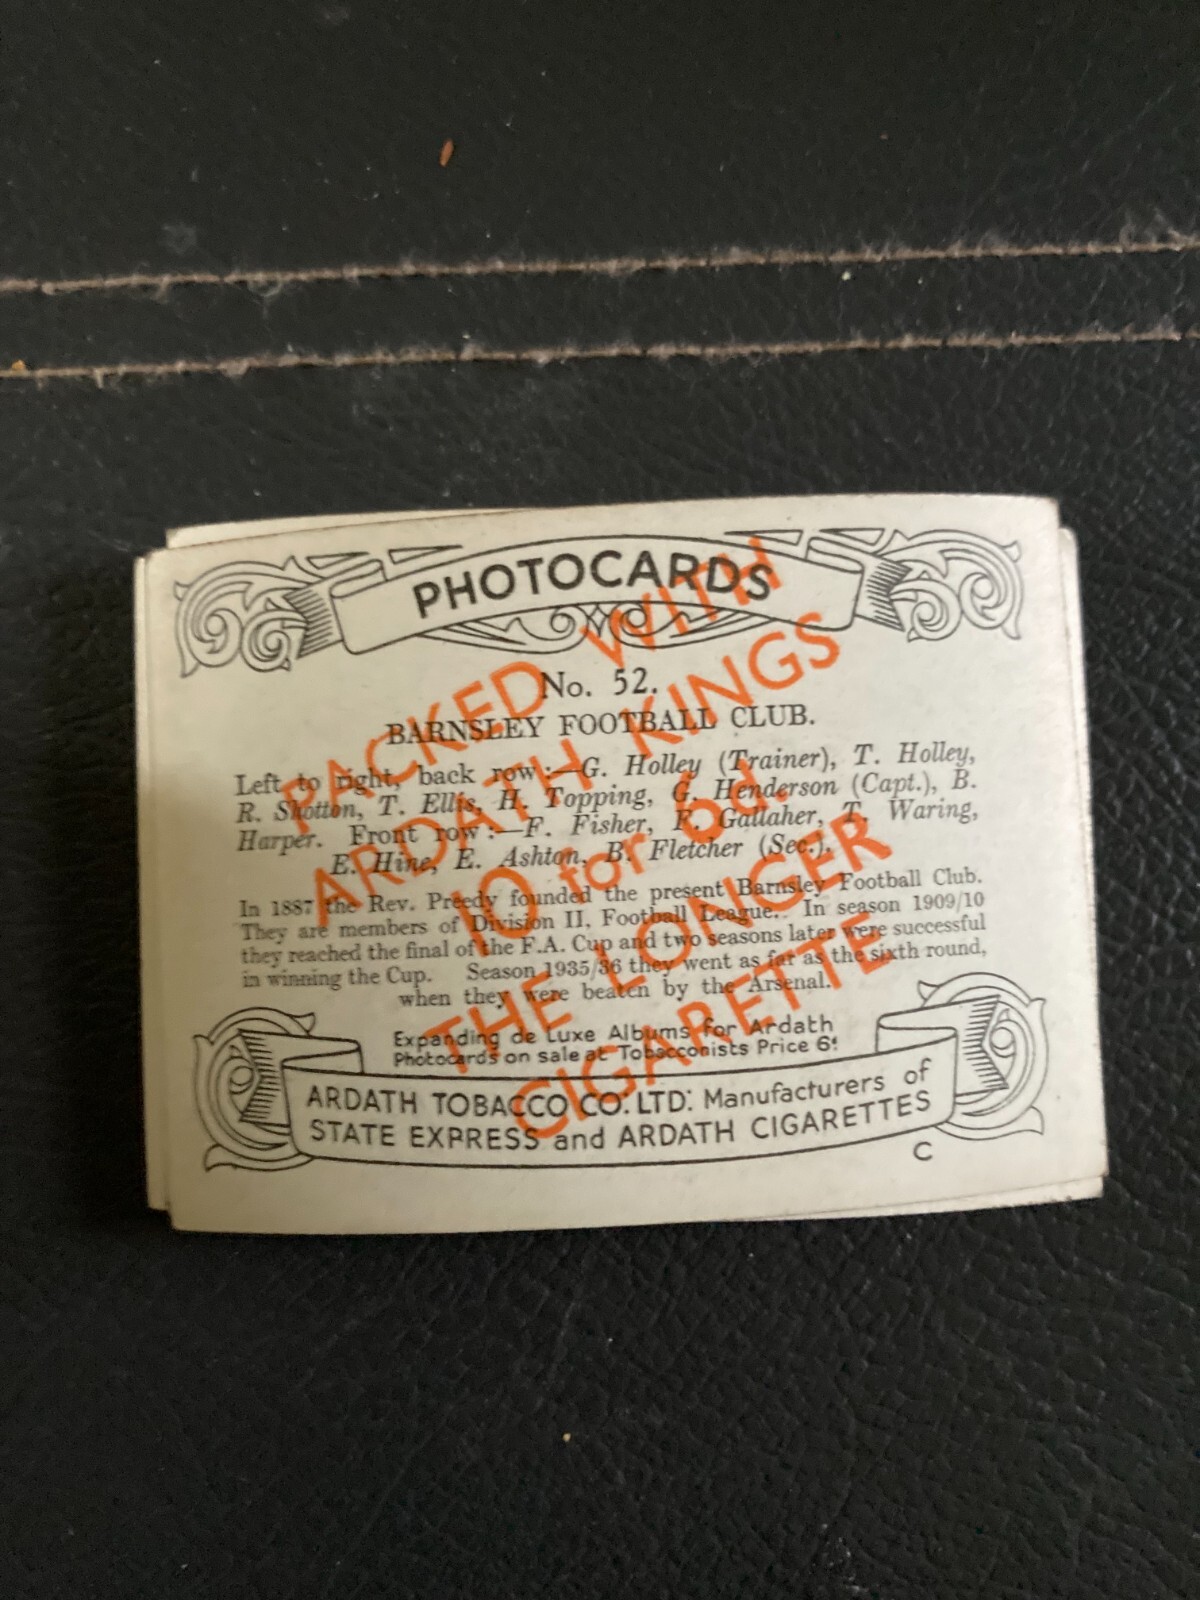 PHOTOCARDS
No. 52.
BARNSLEY FOOTBALL CLUB.
Left to right, back row:—G. Holley (Trainer), T. Holley,
R. Shotton, T. Ellis, H. Topping, G. Henderson (Capt.), B.
Harper. Front row:—F. Fisher, F. Gallaher, T. Waring,
E. Hine, E. Ashton, B. Fletcher (Sec.).
In 1887 the Rev. Preedy founded the present Barnsley Football Club.
They are members of Division II, Football League. In season 1909/10
they reached the final of the F.A. Cup and two seasons later were successful
in winning the Cup. Season 1935/36 they went as far as the sixth round,
when they were beaten by the Arsenal.
Expanding de Luxe Albums for Ardath
Photocards on sale at Tobacconists Price 6ᵈ
ARDATH TOBACCO CO. LTD. Manufacturers of
STATE EXPRESS and ARDATH CIGARETTES
C
PACKED WITH
ARDATH KINGS
10 for 6d.
THE LONGER
CIGARETTE